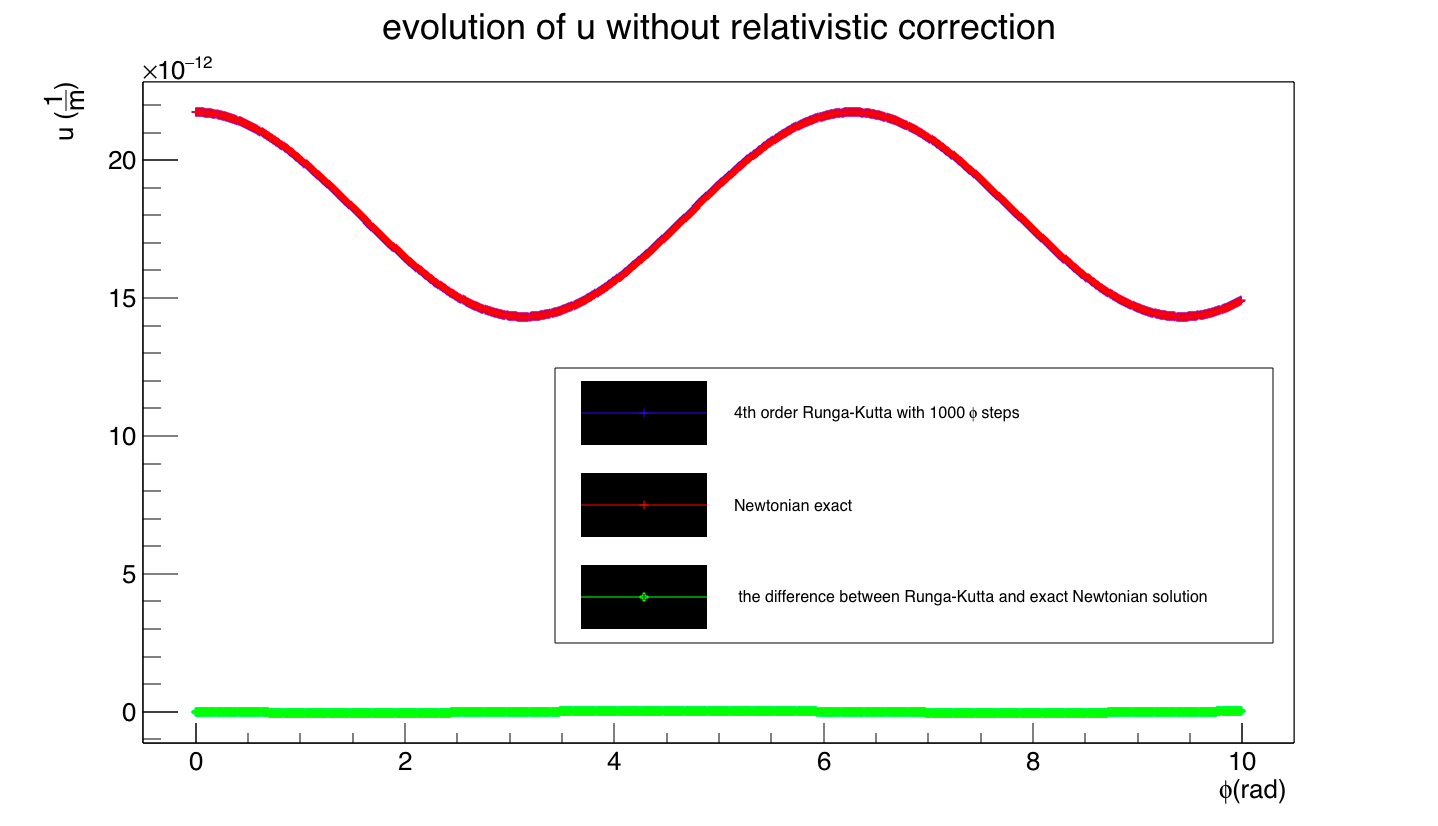 evolution of u without relativistic correction
×10⁻¹²
u (1/m)
20
15
10
5
0
4th order Runga-Kutta with 1000 ϕ steps
Newtonian exact
the difference between Runga-Kutta and exact Newtonian solution
0 2 4 6 8 10
ϕ(rad)